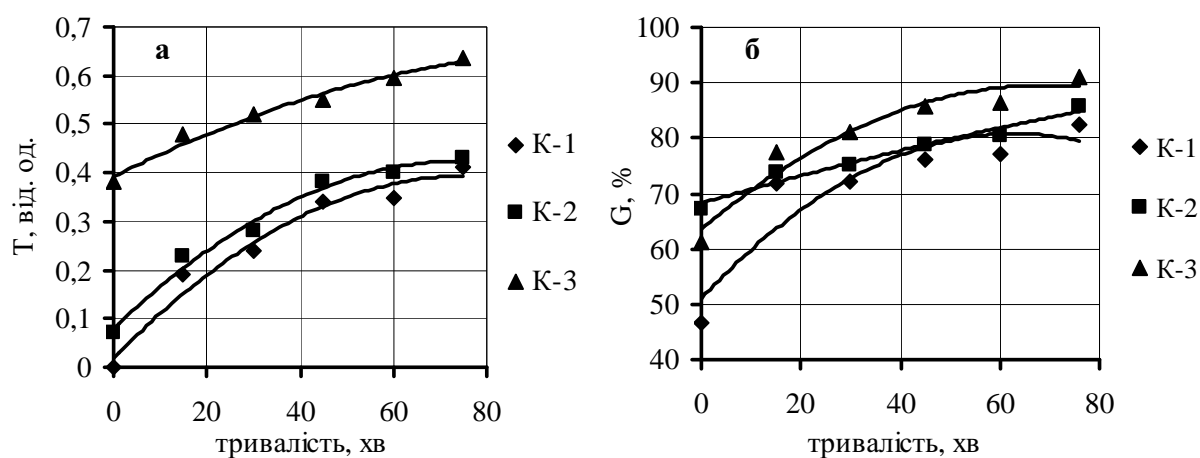 а
Т, від. од.
0,7
0,6
0,5
0,4
0,3
0,2
0,1
0
0 20 40 60 80
тривалість, хв
К-1
К-2
К-3
б
G, %
100
90
80
70
60
50
40
0 20 40 60 80
тривалість, хв
К-1
К-2
К-3